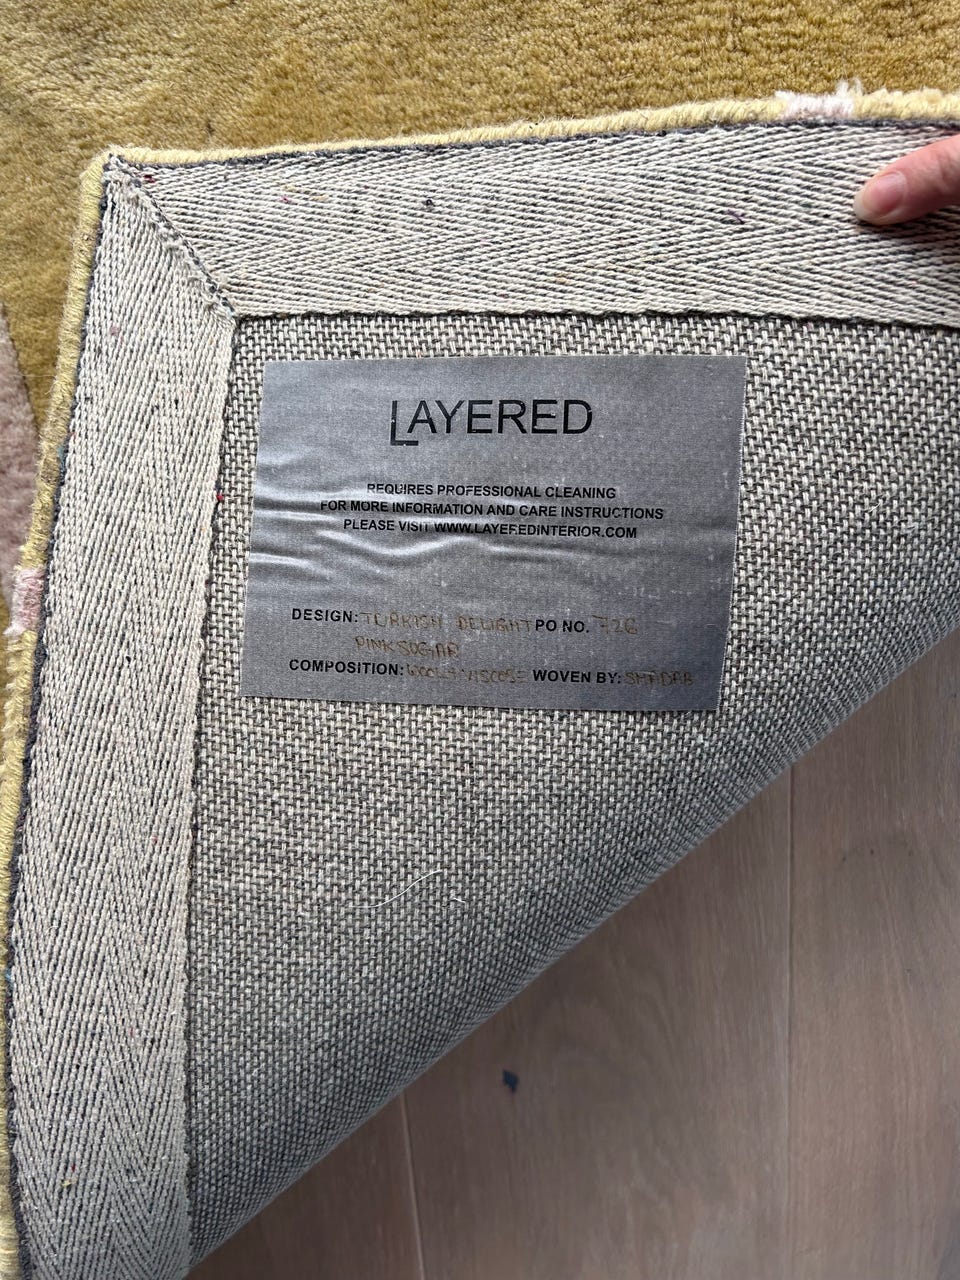 LAYERED
REQUIRES PROFESSIONAL CLEANING
FOR MORE INFORMATION AND CARE INSTRUCTIONS
PLEASE VISIT WWW.LAYEREDINTERIOR.COM
DESIGN: TURKISH DELIGHT PO NO. 726
PINK SUGAR
COMPOSITION: VISCOSE WOVEN BY: